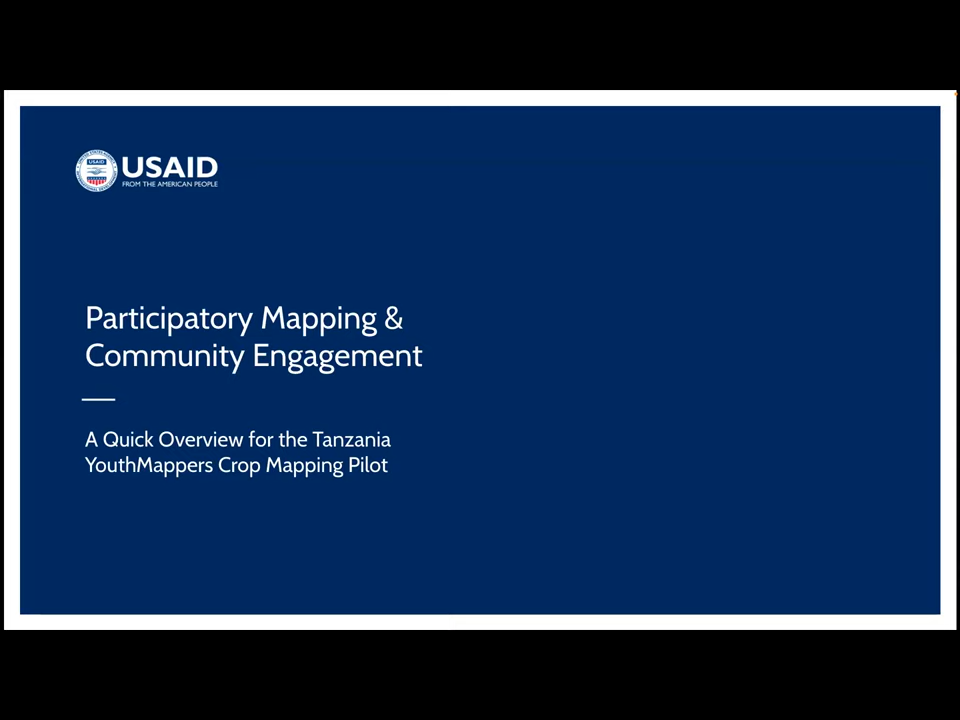 USAID
FROM THE AMERICAN PEOPLE
Participatory Mapping &
Community Engagement
A Quick Overview for the Tanzania
YouthMappers Crop Mapping Pilot